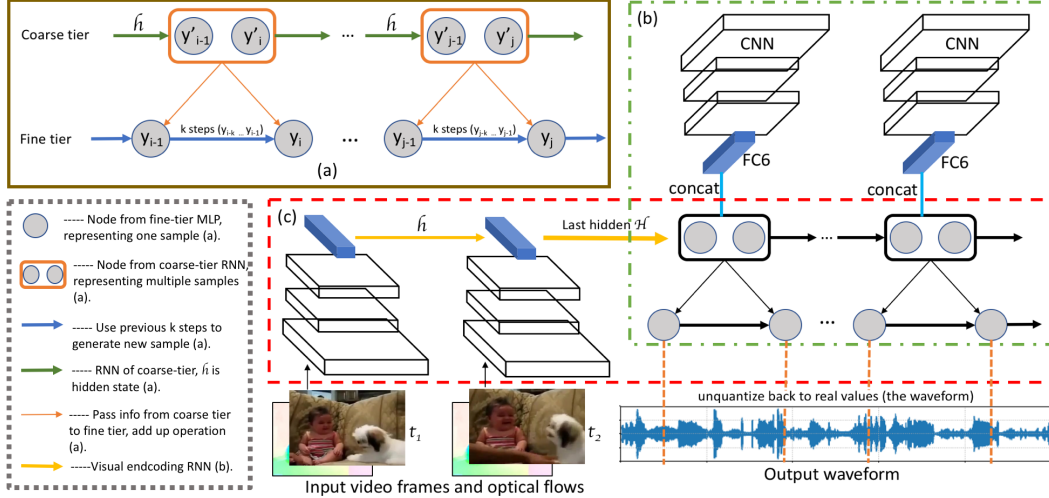 Coarse tier
ħ
y'i-1 y'i
...
ħ
y'j-1 y'j
Fine tier
yi-1
k steps (yi-k .. yi-1)
yi
...
yj-1
k steps (yj-k .. yj-1)
yj
(a)
(b)
CNN
CNN
FC6
FC6
concat
concat
...
...
(c)
ħ
Last hidden ℋ
t1
t2
Input video frames and optical flows
unquantize back to real values (the waveform)
Output waveform
----- Node from fine-tier MLP,
representing one sample (a).
----- Node from coarse-tier RNN,
representing multiple samples
(a).
----- Use previous k steps to
generate new sample (a).
----- RNN of coarse-tier, ħ is
hidden state (a).
----- Pass info from coarse tier
to fine tier, add up operation
(a).
-----Visual endcoding RNN (b).